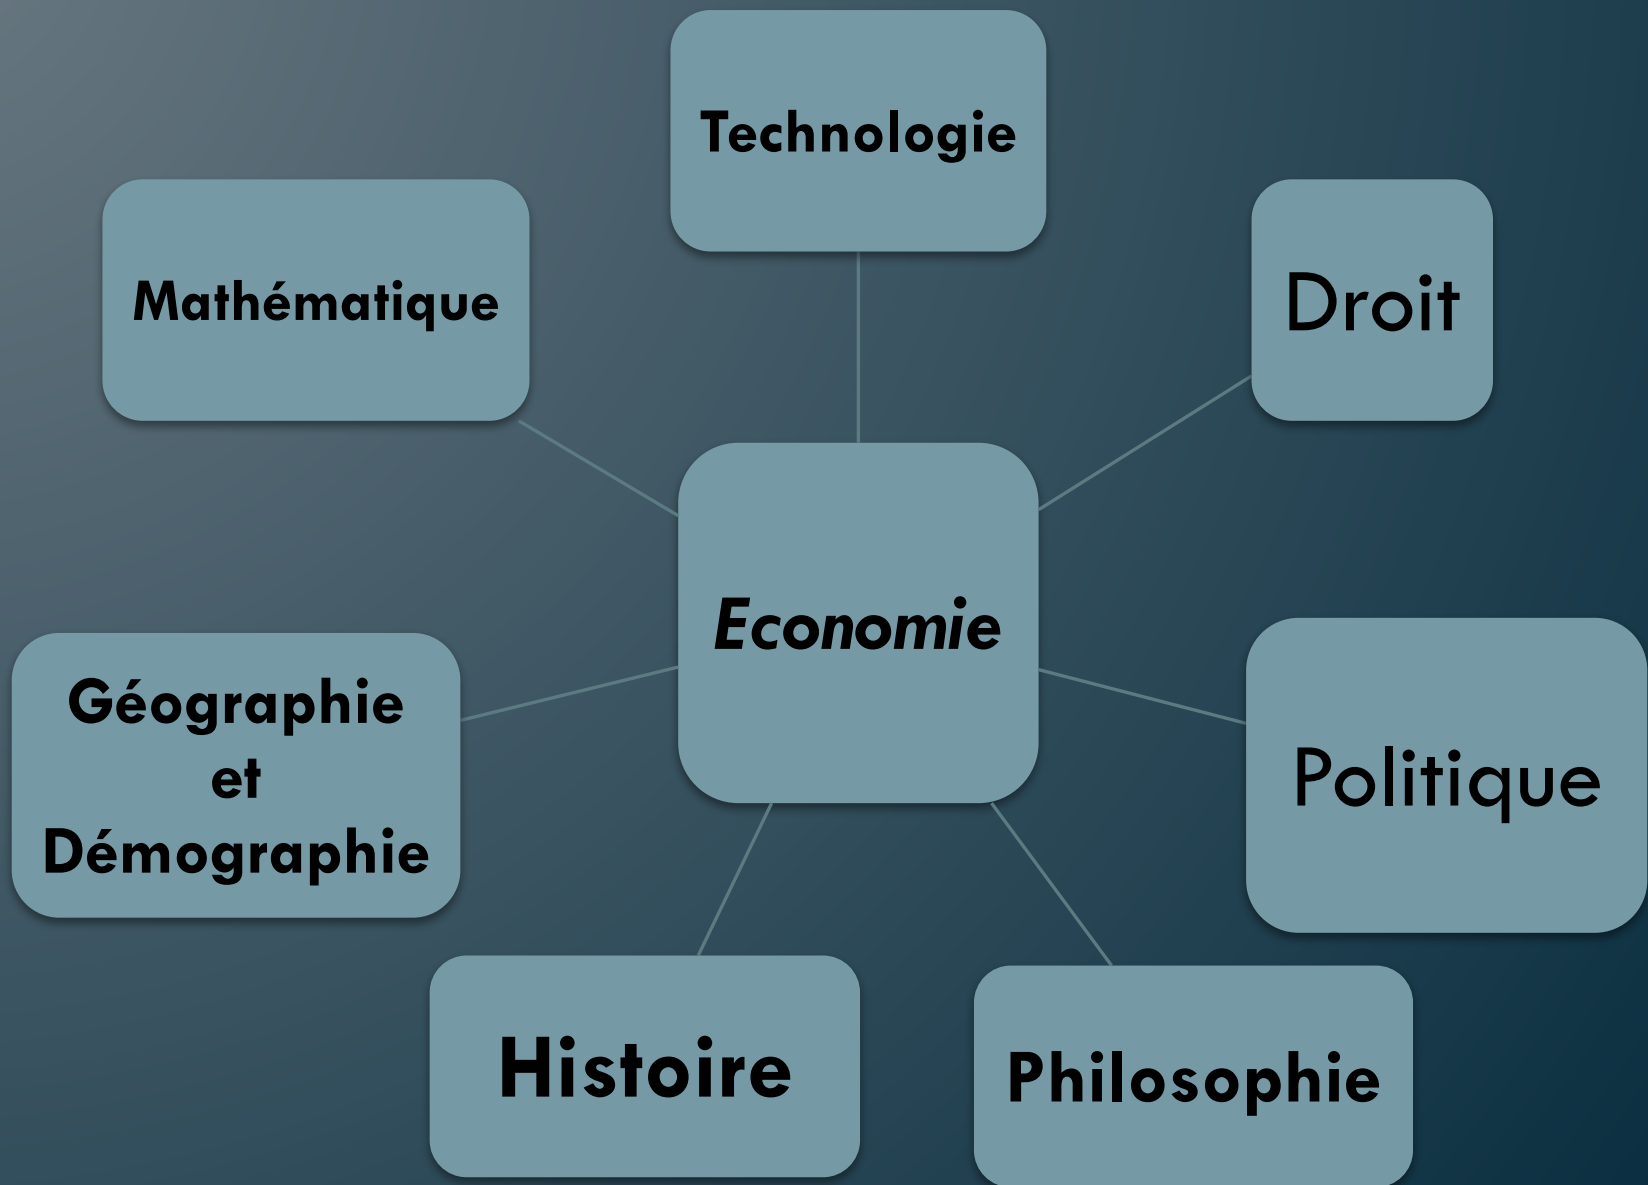 Technologie
Mathématique
Droit
Economie
Géographie
et
Démographie
Politique
Histoire
Philosophie